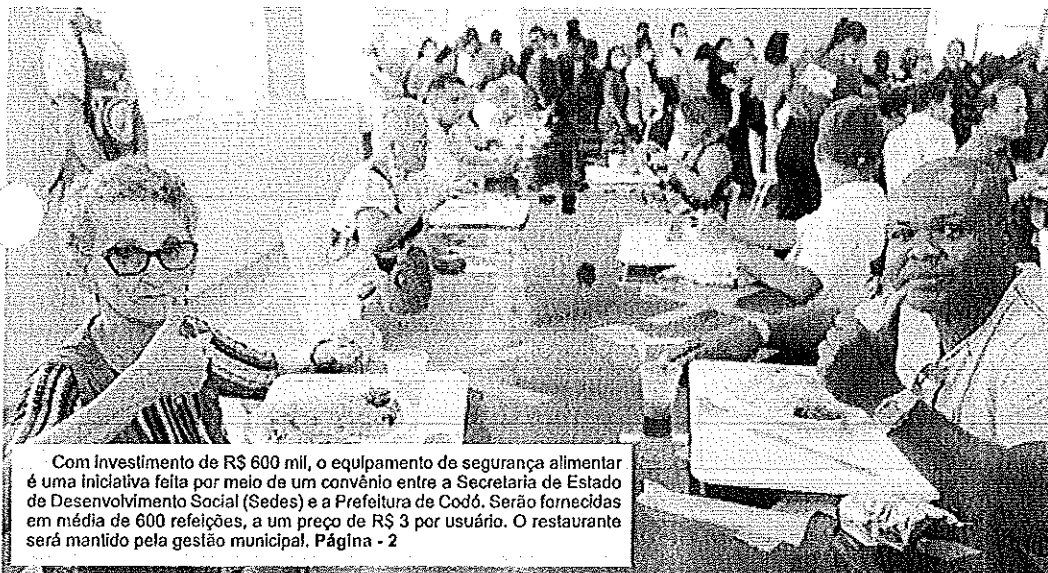 Com investimento de R$ 600 mil, o equipamento de segurança alimentar
é uma iniciativa feita por meio de um convênio entre a Secretaria de Estado
de Desenvolvimento Social (Sedes) e a Prefeitura de Codó. Serão fornecidas
em média de 600 refeições, a um preço de R$ 3 por usuário. O restaurante
será mantido pela gestão municipal. Página - 2